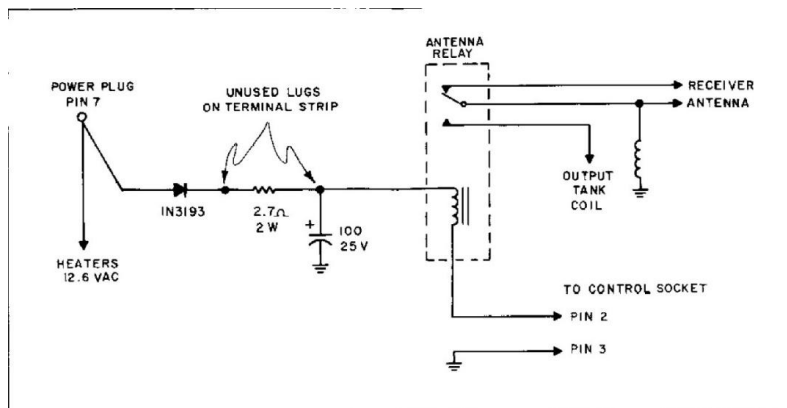 ANTENNA
RELAY
POWER PLUG
PIN 7
UNUSED LUGS
ON TERMINAL STRIP
RECEIVER
ANTENNA
OUTPUT
TANK
COIL
1N3193
2.7Ω
2 W
+
100
25V
HEATERS
12.6 VAC
TO CONTROL SOCKET
PIN 2
PIN 3